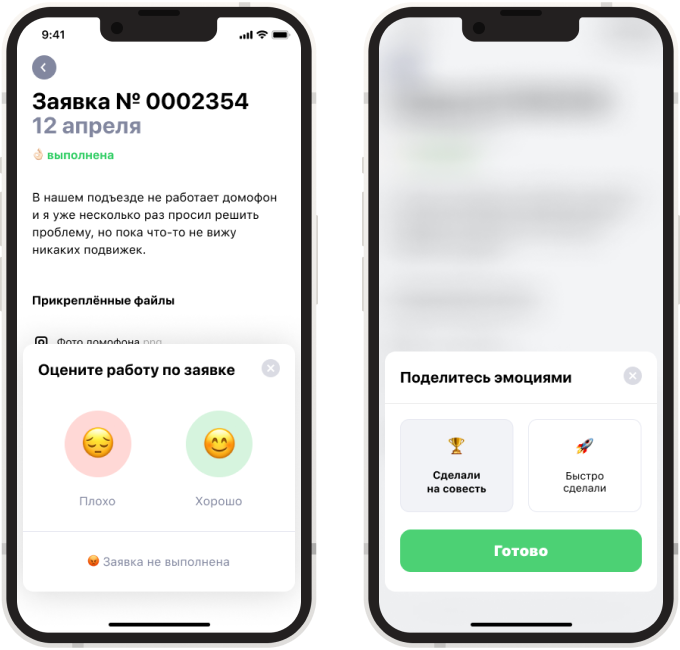 9:41
Заявка № 0002354
12 апреля
👌🏻 выполнена
В нашем подъезде не работает домофон
и я уже несколько раз просил решить
проблему, но пока что-то не вижу
никаких подвижек.
Прикреплённые файлы
Фото домофона.png
Оцените работу по заявке
Плохо
Хорошо
😡 Заявка не выполнена
Поделитесь эмоциями
Сделали
на совесть
Быстро
сделали
Готово